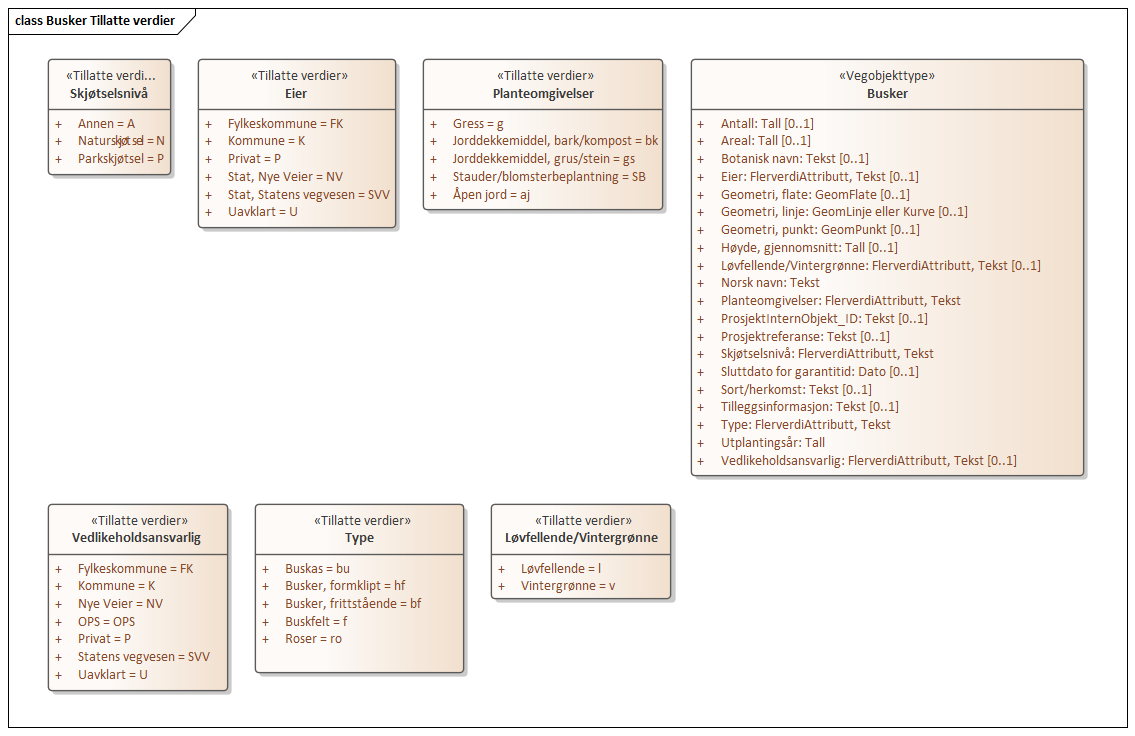 class Busker Tillatte verdier
«Tillatte verdi...
Skjøtselsnivå
+ Annen = A
+ Naturskjøtsel = N
+ Parkskjøtsel = P
«Tillatte verdier»
Eier
+ Fylkeskommune = FK
+ Kommune = K
+ Privat = P
+ Stat, Nye Veier = NV
+ Stat, Statens vegvesen = SVV
+ Uavklart = U
«Tillatte verdier»
Planteomgivelser
+ Gress = g
+ Jorddekkemiddel, bark/kompost = bk
+ Jorddekkemiddel, grus/stein = gs
+ Stauder/blomsterbeplantning = SB
+ Åpen jord = aj
«Vegobjekttype»
Busker
+ Antall: Tall [0..1]
+ Areal: Tall [0..1]
+ Botanisk navn: Tekst [0..1]
+ Eier: FlerverdiAttributt, Tekst [0..1]
+ Geometri, flate: GeomFlate [0..1]
+ Geometri, linje: GeomLinje eller Kurve [0..1]
+ Geometri, punkt: GeomPunkt [0..1]
+ Høyde, gjennomsnitt: Tall [0..1]
+ Løvfellende/Vintergrønne: FlerverdiAttributt, Tekst [0..1]
+ Norsk navn: Tekst
+ Planteomgivelser: FlerverdiAttributt, Tekst
+ ProsjektInternObjekt_ID: Tekst [0..1]
+ Prosjektreferanse: Tekst [0..1]
+ Skjøtselsnivå: FlerverdiAttributt, Tekst
+ Sluttdato for garantitid: Dato [0..1]
+ Sort/herkomst: Tekst [0..1]
+ Tilleggsinformasjon: Tekst [0..1]
+ Type: FlerverdiAttributt, Tekst
+ Utplantingsår: Tall
+ Vedlikeholdsansvarlig: FlerverdiAttributt, Tekst [0..1]
«Tillatte verdier»
Vedlikeholdsansvarlig
+ Fylkeskommune = FK
+ Kommune = K
+ Nye Veier = NV
+ OPS = OPS
+ Privat = P
+ Statens vegvesen = SVV
+ Uavklart = U
«Tillatte verdier»
Type
+ Buskas = bu
+ Busker, formklipt = hf
+ Busker, frittstående = bf
+ Buskfelt = f
+ Roser = ro
«Tillatte verdier»
Løvfellende/Vintergrønne
+ Løvfellende = l
+ Vintergrønne = v